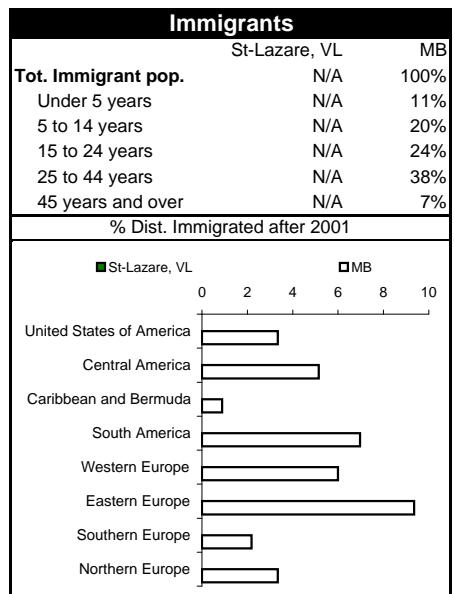 Immigrants
St-Lazare, VL MB
Tot. Immigrant pop. N/A 100%
Under 5 years N/A 11%
5 to 14 years N/A 20%
15 to 24 years N/A 24%
25 to 44 years N/A 38%
45 years and over N/A 7%
% Dist. Immigrated after 2001
St-Lazare, VL MB
0 2 4 6 8 10
United States of America
Central America
Caribbean and Bermuda
South America
Western Europe
Eastern Europe
Southern Europe
Northern Europe